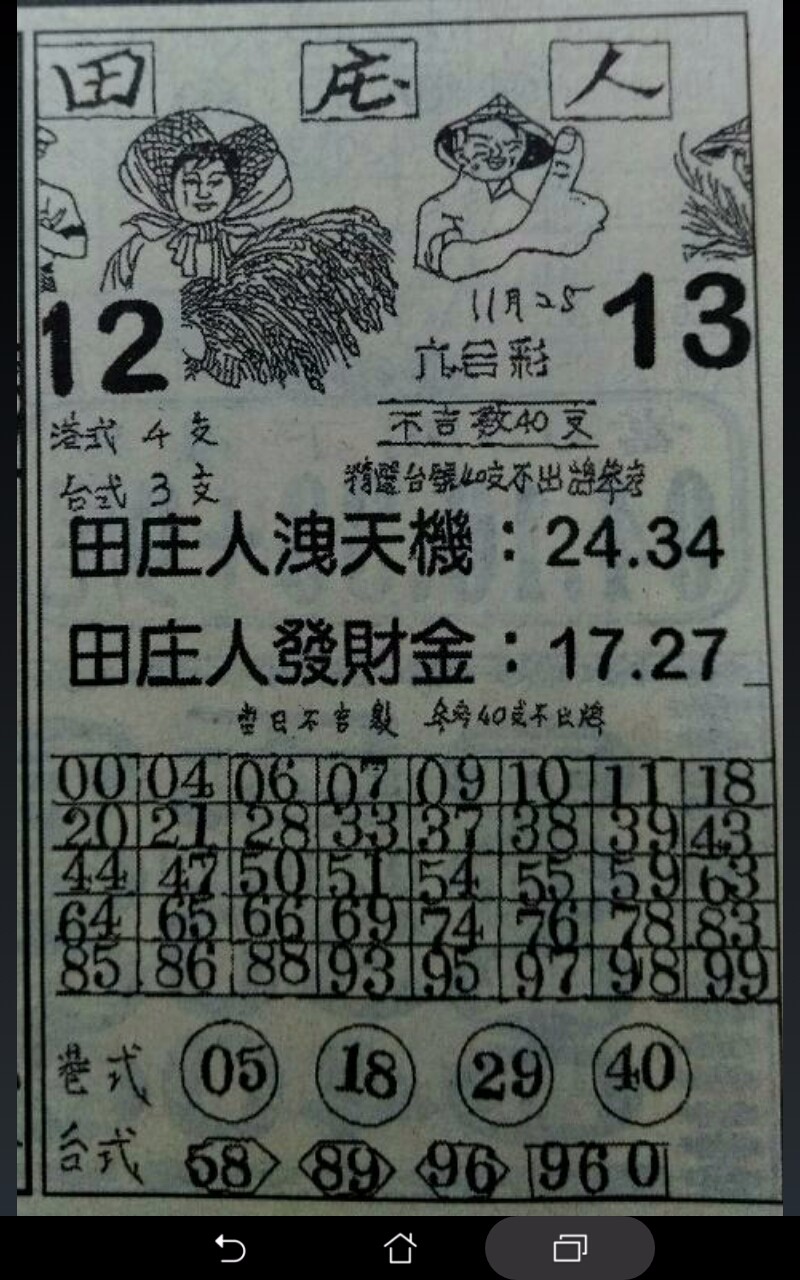 田庄人
11月25
12
13
六合彩
港式 4 支
不吉数40 支
台式 3 支
精選台號40支不出牌參考
田庄人洩天機：24.34
田庄人發財金：17.27
當日不吉數 參考40支不出牌
00 04 06 07 09 10 11 18
20 21 28 33 37 38 39 43
44 47 50 51 54 55 59 63
64 65 66 69 74 76 78 83
85 86 88 93 95 97 98 99
港式 05 18 29 40
台式 58 89 96 960